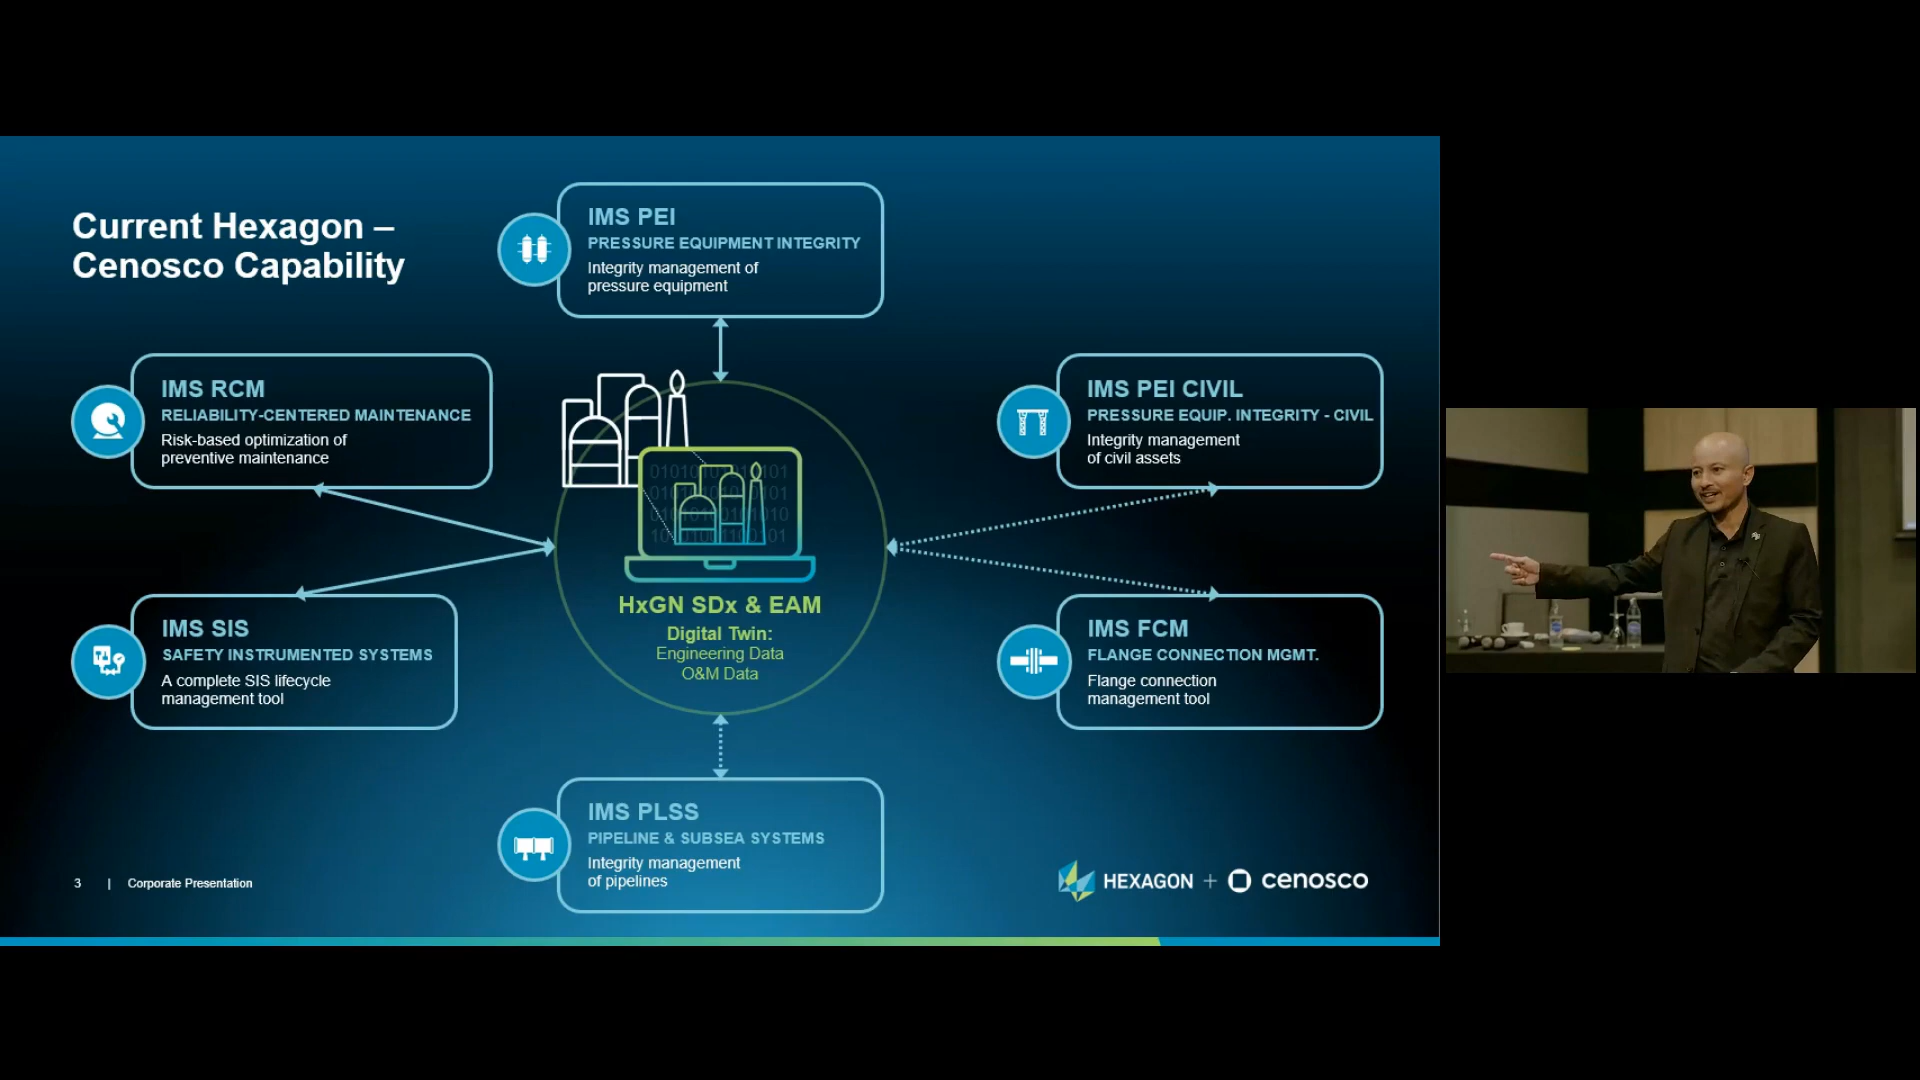 Current Hexagon –
Cenosco Capability
IMS PEI
PRESSURE EQUIPMENT INTEGRITY
Integrity management of
pressure equipment
IMS RCM
RELIABILITY-CENTERED MAINTENANCE
Risk-based optimization of
preventive maintenance
IMS PEI CIVIL
PRESSURE EQUIP. INTEGRITY - CIVIL
Integrity management
of civil assets
HxGN SDx & EAM
Digital Twin:
Engineering Data
O&M Data
IMS SIS
SAFETY INSTRUMENTED SYSTEMS
A complete SIS lifecycle
management tool
IMS FCM
FLANGE CONNECTION MGMT.
Flange connection
management tool
IMS PLSS
PIPELINE & SUBSEA SYSTEMS
Integrity management
of pipelines
3 | Corporate Presentation
HEXAGON + cenosco